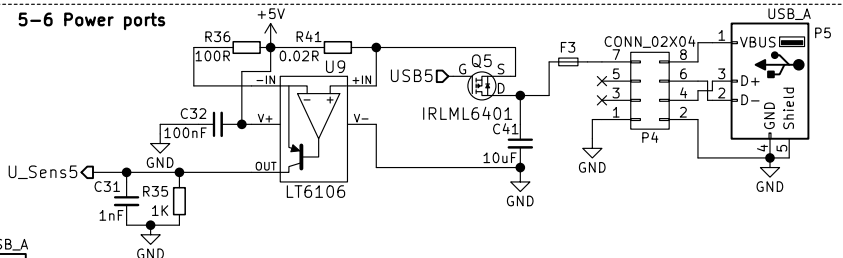 5-6 Power ports
+5V
USB_A
R36
100R
R41
0.02R
U9
-IN
+IN
- +
V+
V-
OUT
LT6106
C32
100nF
GND
U_Sens5
C31
1nF
R35
1K
GND
USB5
Q5
G
S
D
IRLML6401
C41
10uF
GND
F3
CONN_02X04
7 8
5 6
3 4
1 2
P4
GND
1
VBUS
P5
3
D+
2
D-
GND
Shield
4
5
GND
SB_A